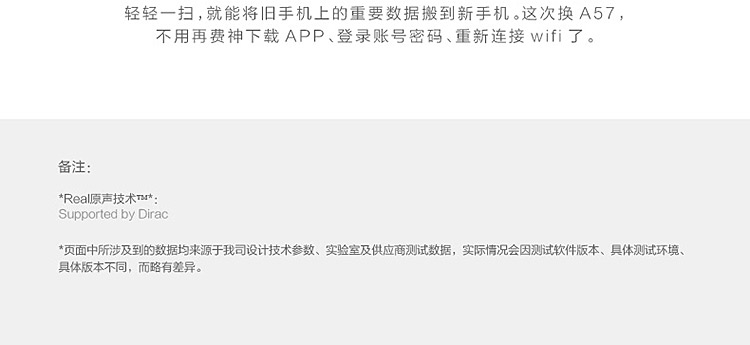 轻轻一扫，就能将旧手机上的重要数据搬到新手机。这次换 A57，
不用再费神下载 APP、登录账号密码、重新连接 wifi 了。
备注：
*Real原声技术™*：
Supported by Dirac
*页面中所涉及到的数据均来源于我司设计技术参数、实验室及供应商测试数据，实际情况会因测试软件版本、具体测试环境、
具体版本不同，而略有差异。